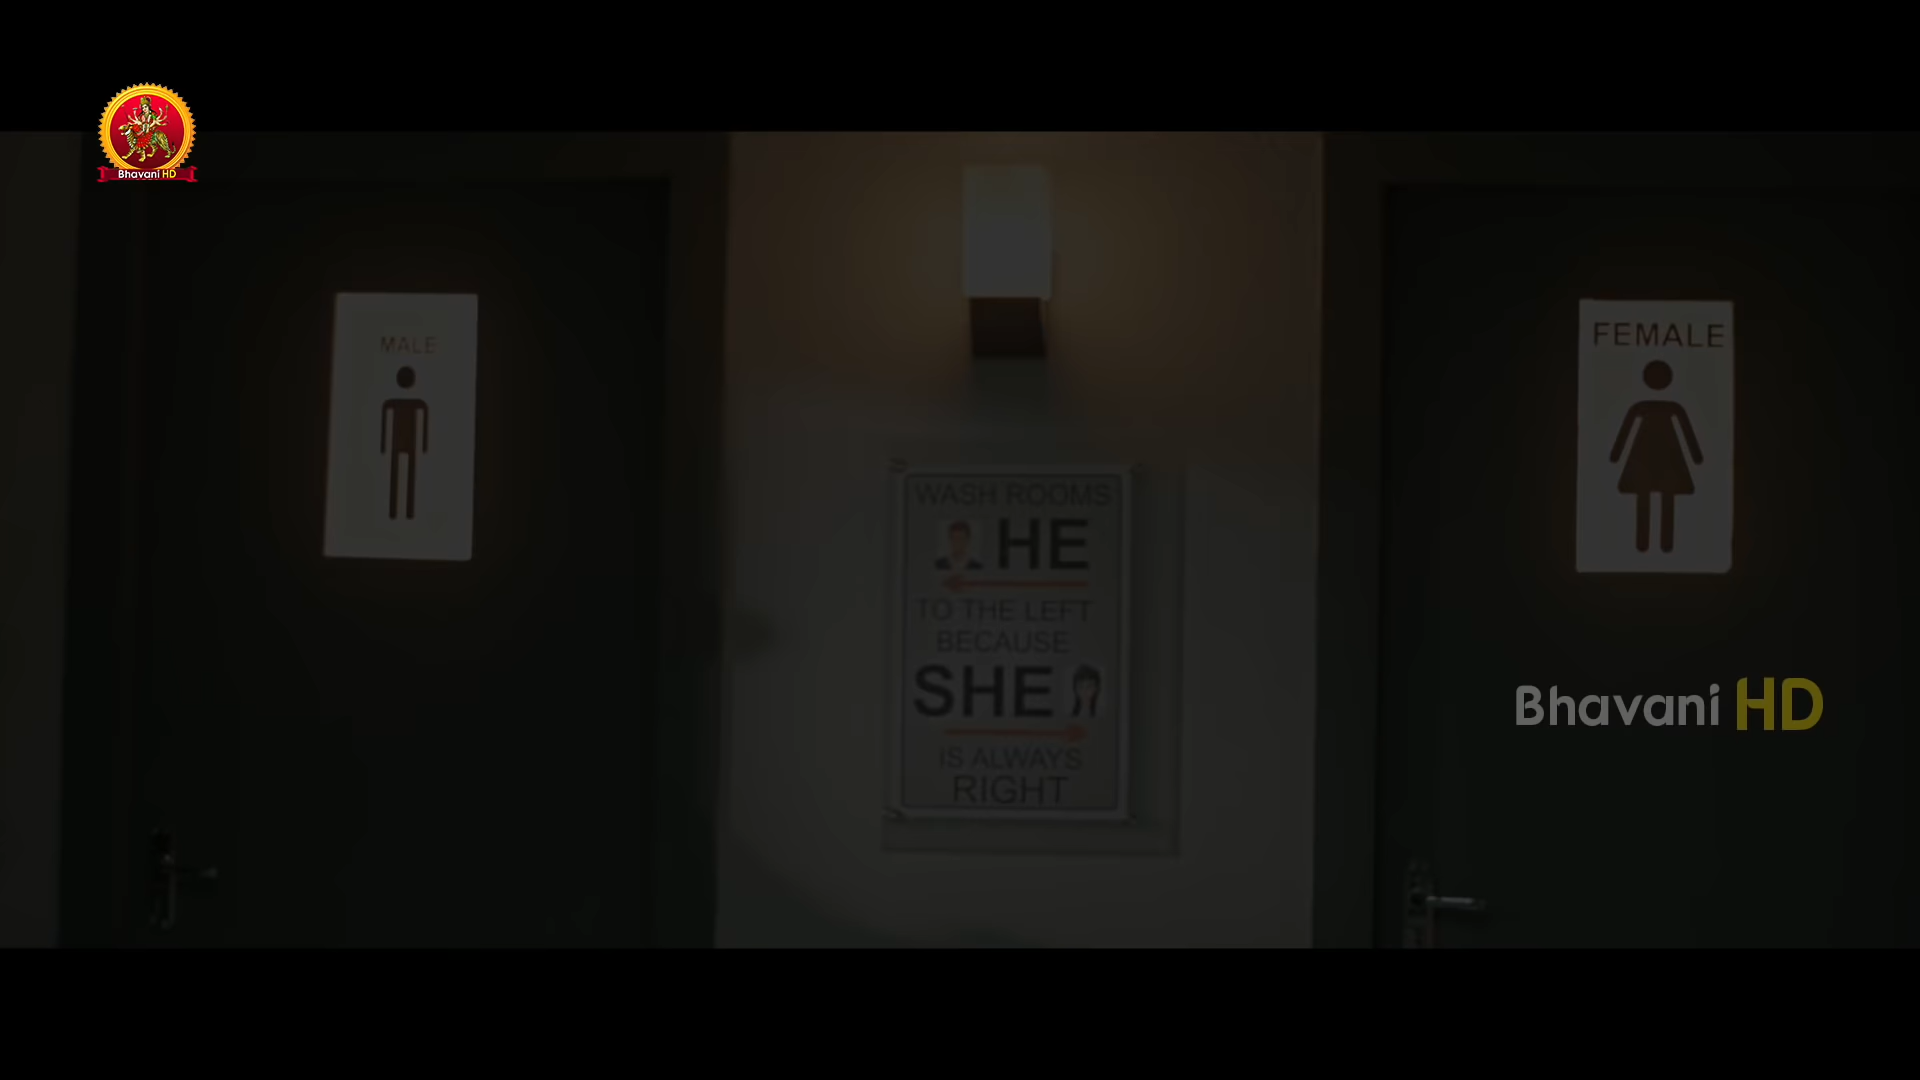 Bhavani HD
MALE
WASH ROOMS
HE
TO THE LEFT
BECAUSE
SHE
IS ALWAYS
RIGHT
FEMALE
Bhavani HD